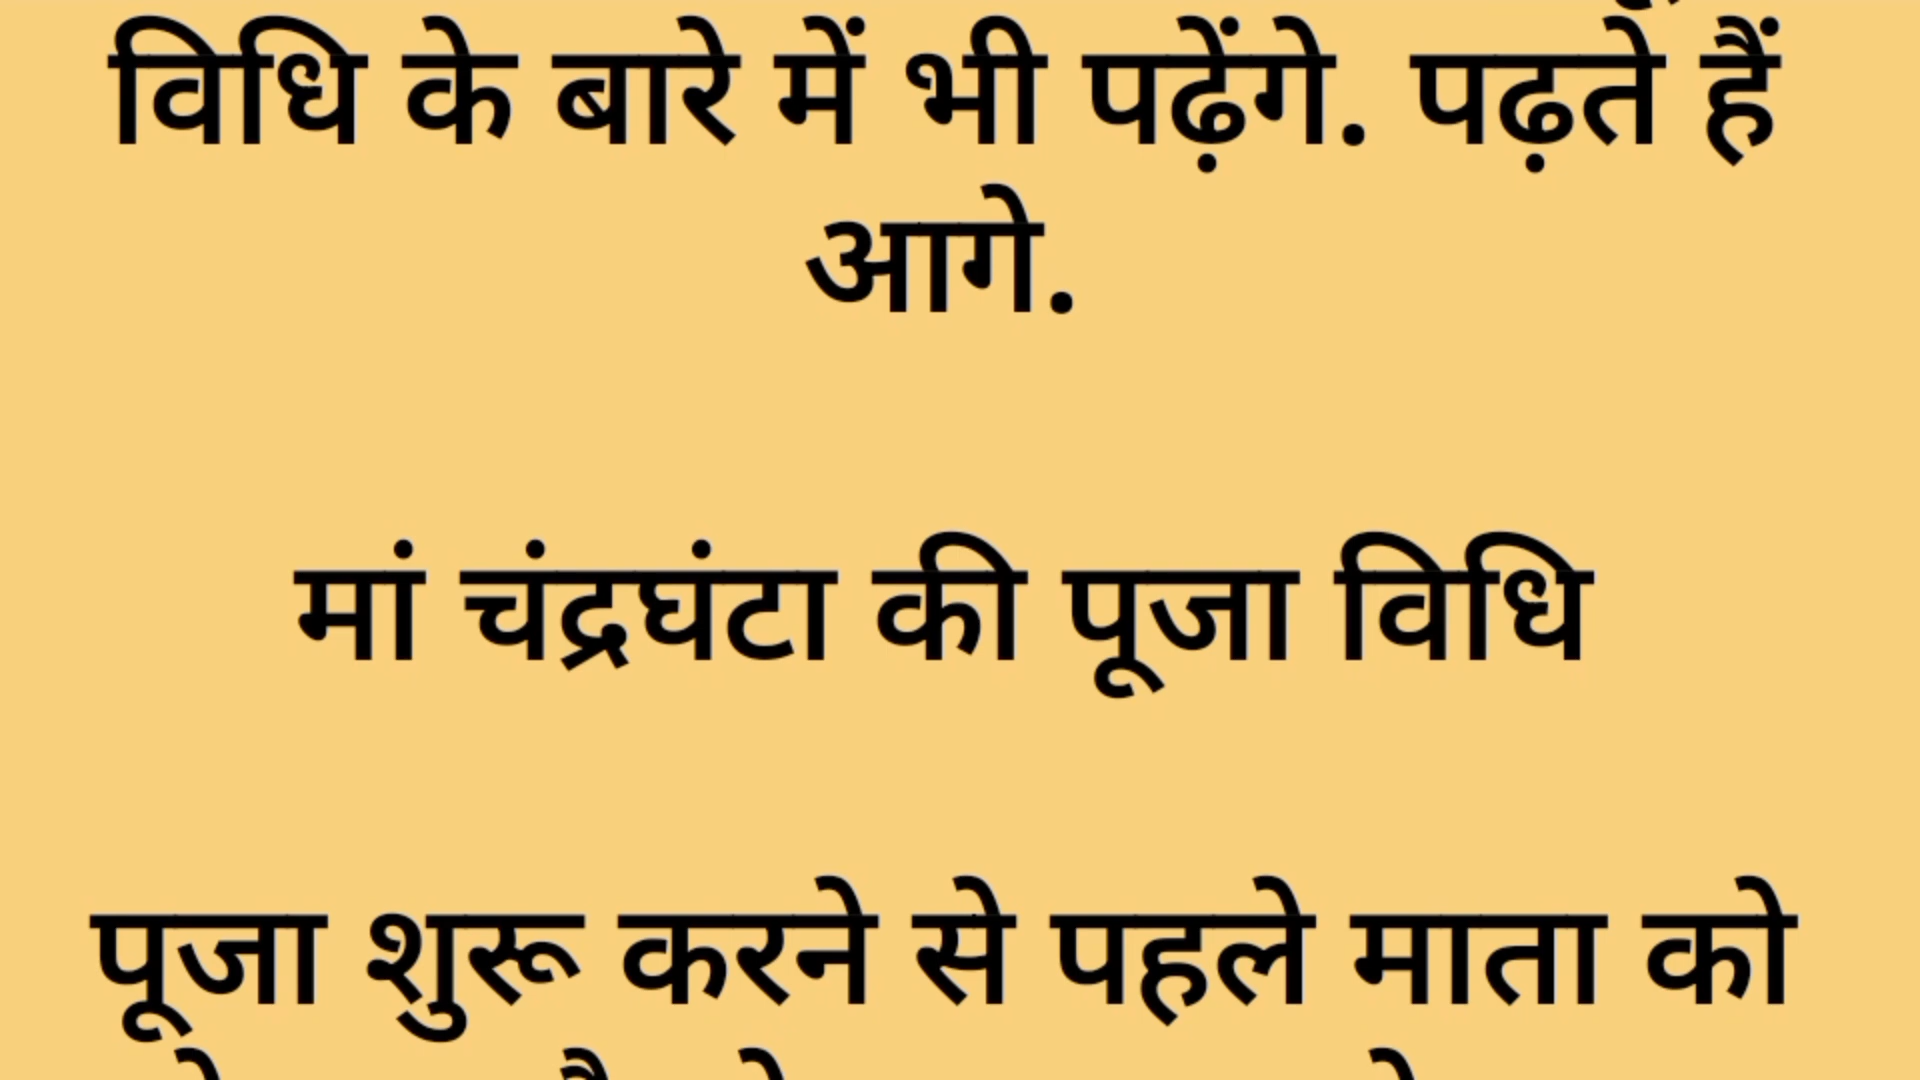 विधि के बारे में भी पढ़ेंगे. पढ़ते हैं
आगे.
मां चंद्रघंटा की पूजा विधि
पूजा शुरू करने से पहले माता को